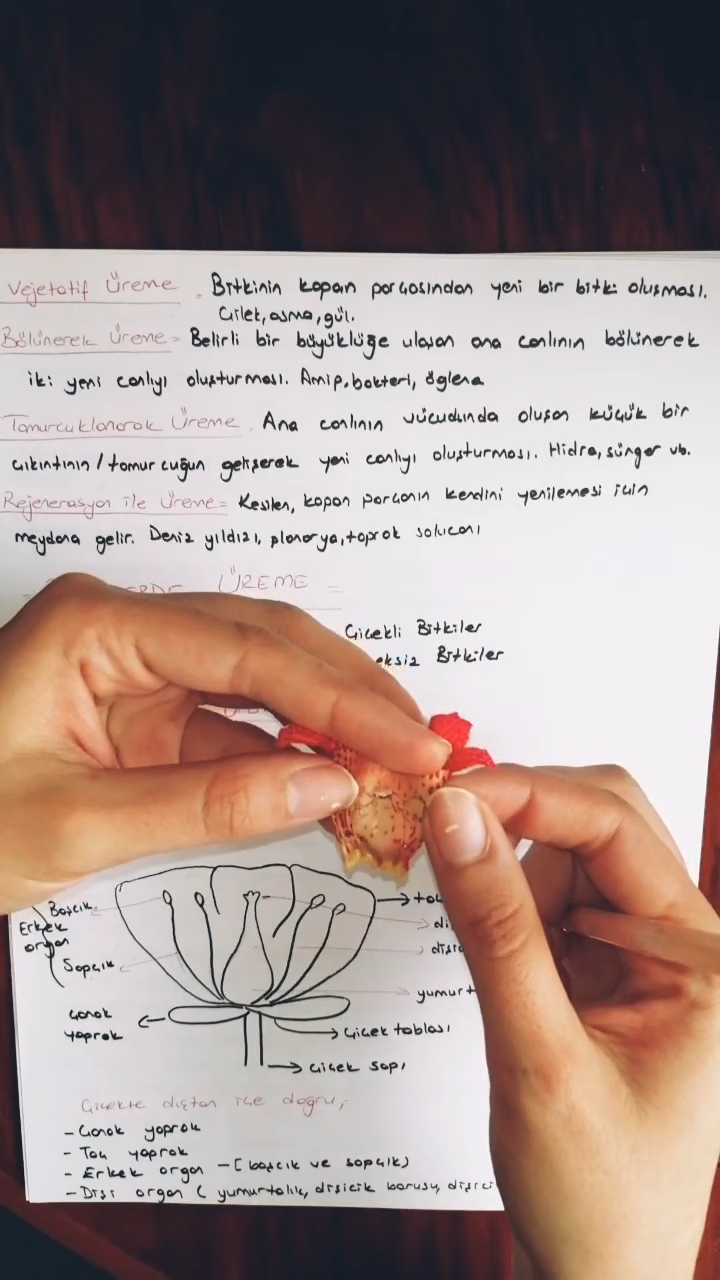 Vejetatif Üreme = Bitkinin kopan parçasından yeni bir bitki oluşması.
Çilek, asma, gül.
Bölünerek Üreme = Belirli bir büyüklüğe ulaşan ana canlının bölünerek
iki yeni canlıyı oluşturması. Amip, bakteri, öglena
Tomurcuklanarak Üreme = Ana canlının vücudunda oluşan küçük bir
çıkıntının / tomurcuğun gelişerek yeni canlıyı oluşturması. Hidra, sünger vb.
Rejenerasyon ile Üreme = Kesilen, kopan parçanın kendini yenilemesi için
meydana gelir. Deniz yıldızı, planarya, toprak solucanı
ÜREME =
Çiçekli Bitkiler
Bitkiler
Başcık
Erkek
organ
Sapçık
Çanak
yaprak
Çiçek tablası
Çiçek sapı
Çiçekte dıştan içe doğru;
- Çanak yaprak
- Taç yaprak
- Erkek organ - [başcık ve sapçık)
- Dişi organ ( yumurtalık, dişicik borusu,